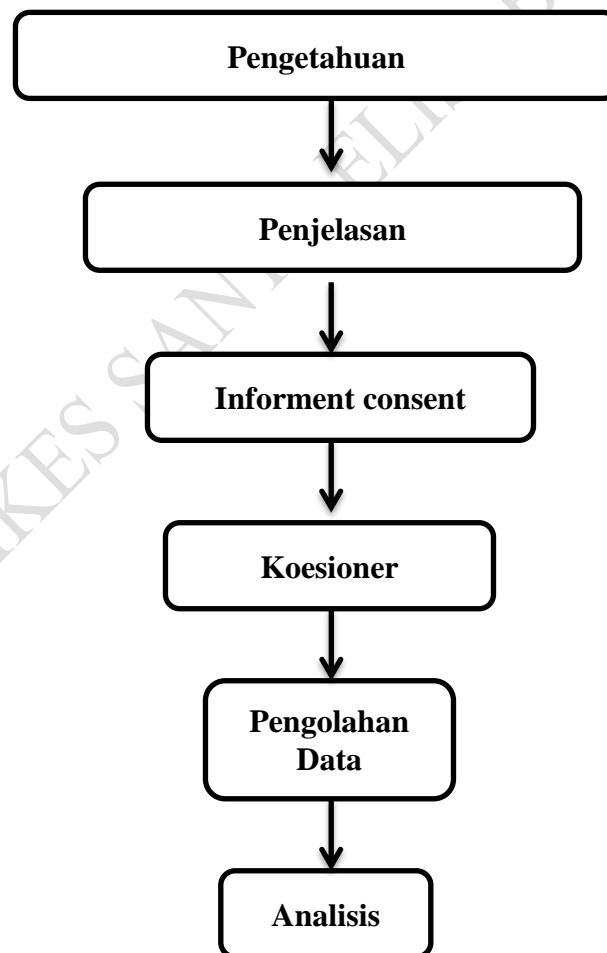 Pengetahuan
Penjelasan
Informent consent
Koesioner
Pengolahan
Data
Analisis